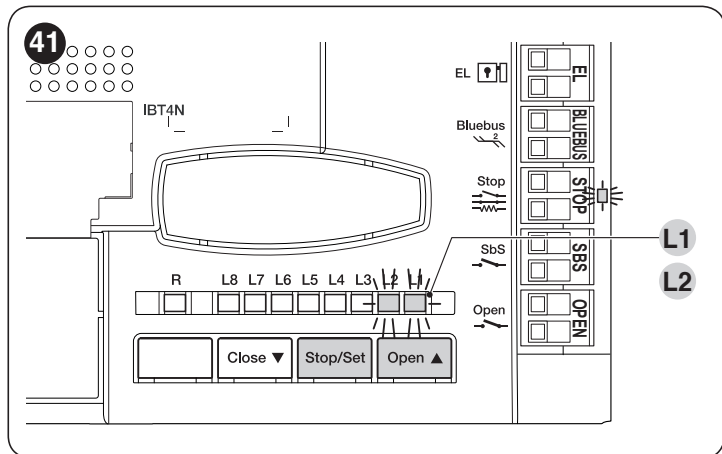 41
IBT4N
EL
EL
Bluebus
2
BLUEBUS
Stop
STOP
SbS
SBS
Open
OPEN
L1
L2
R L8 L7 L6 L5 L4 L3 L2 L1
Close ▼ Stop/Set Open ▲